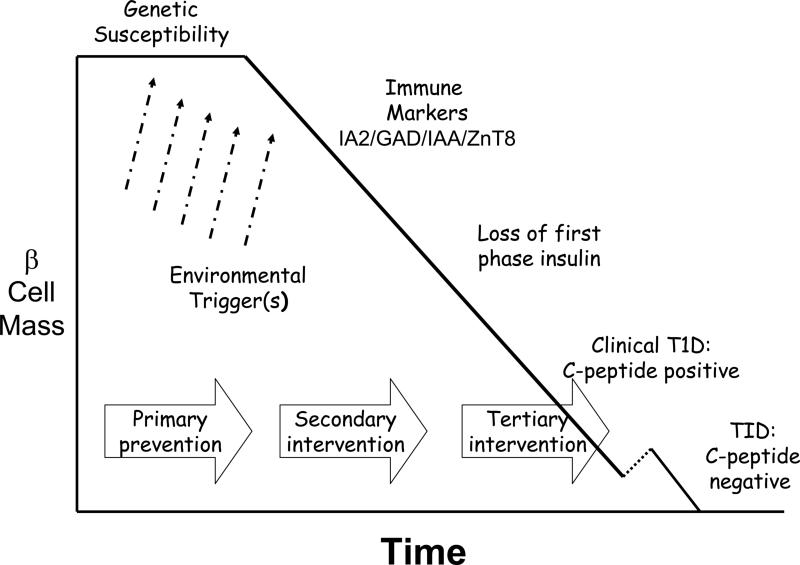 Genetic
Susceptibility
Immune
Markers
IA2/GAD/IAA/ZnT8
Loss of first
phase insulin
β
Cell
Mass
Environmental
Trigger(s)
Clinical T1D:
C-peptide positive
Primary
prevention
Secondary
intervention
Tertiary
intervention
TID:
C-peptide
negative
Time